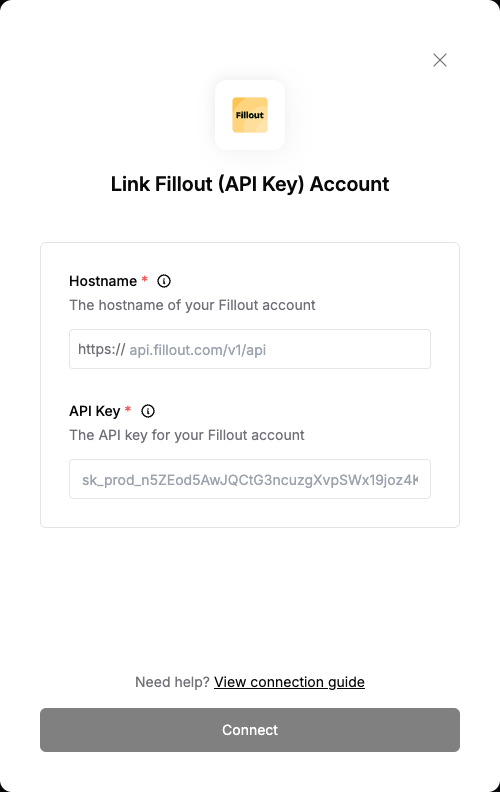 Fillout
Link Fillout (API Key) Account
Hostname *
The hostname of your Fillout account
https:// api.fillout.com/v1/api
API Key *
The API key for your Fillout account
sk_prod_n5ZEod5AwJQCtG3ncuzgXvpSWx19joz4K
Need help? View connection guide
Connect